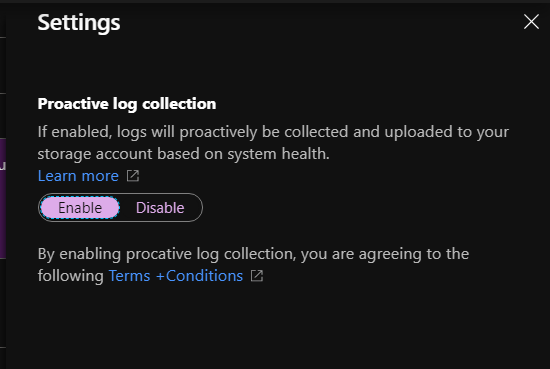 Settings
Proactive log collection
If enabled, logs will proactively be collected and uploaded to your
storage account based on system health.
Learn more
Enable Disable
By enabling procative log collection, you are agreeing to the
following Terms +Conditions